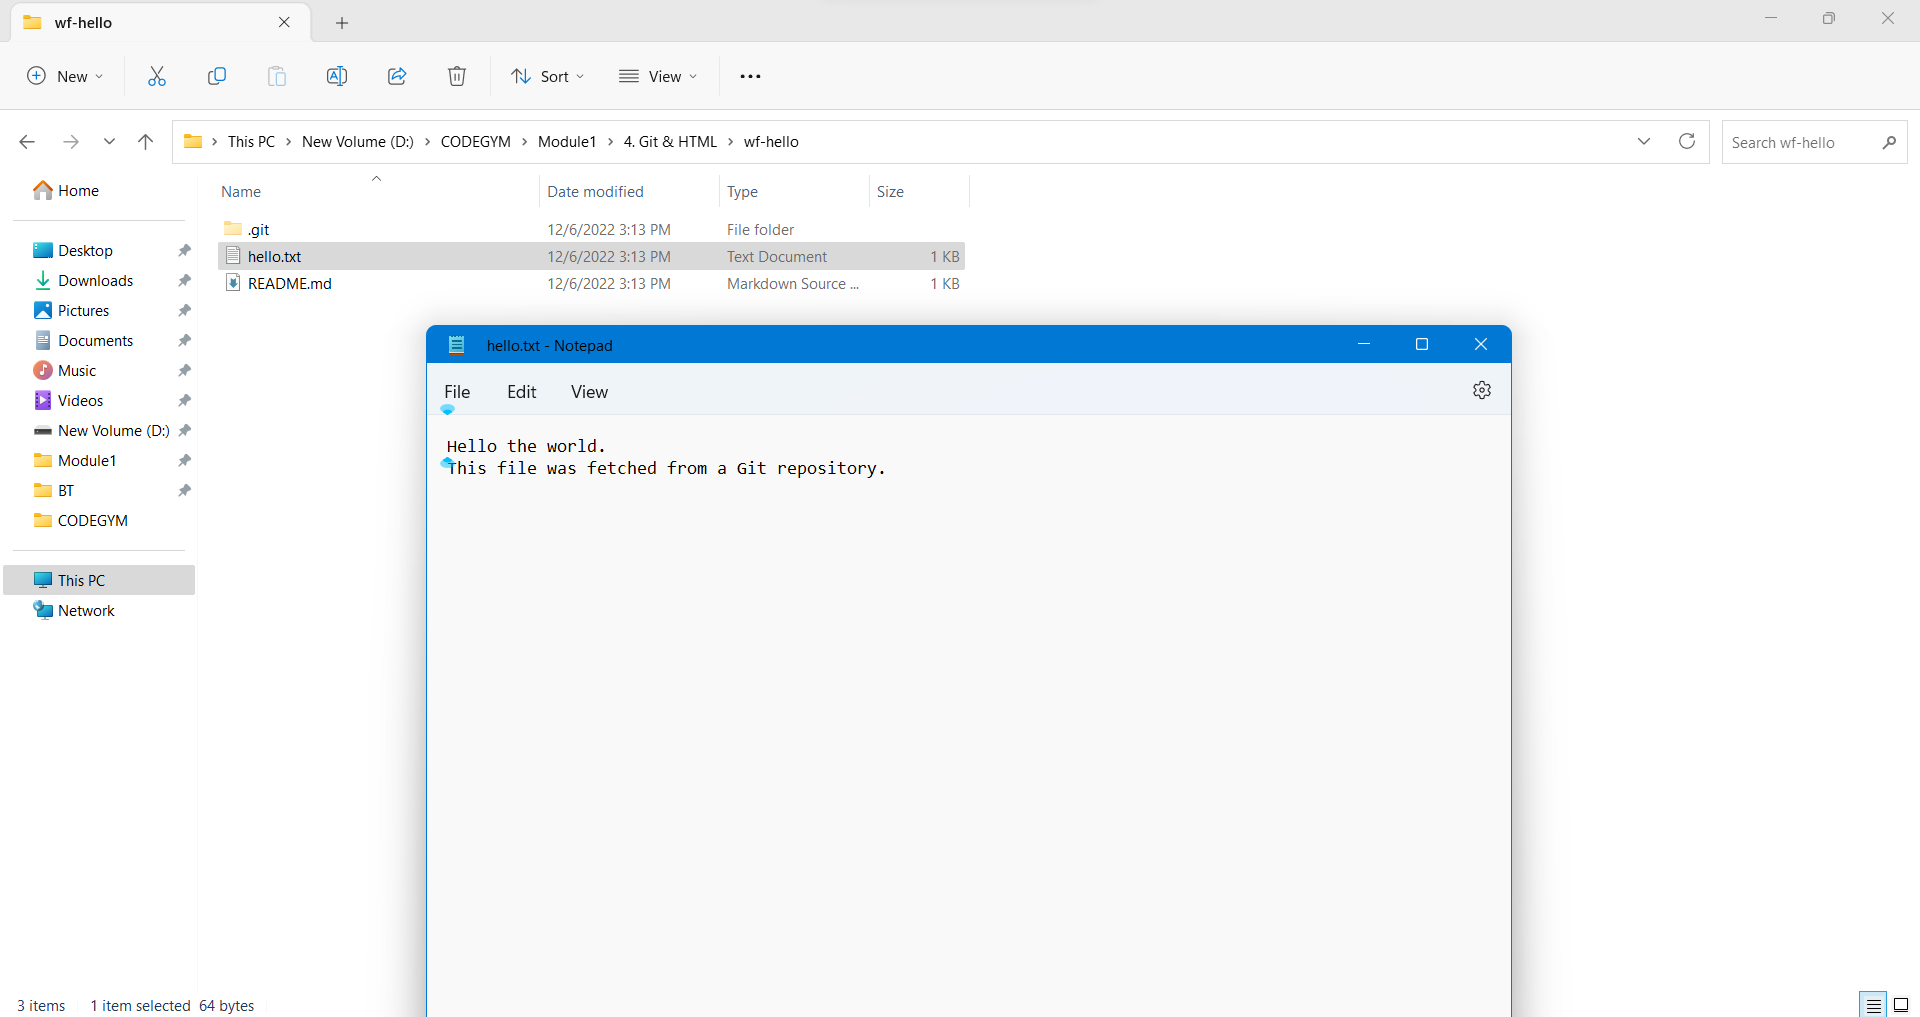 wf-hello
New
Sort
View
This PC > New Volume (D:) > CODEGYM > Module1 > 4. Git & HTML > wf-hello
Search wf-hello
Home
Desktop
Downloads
Pictures
Documents
Music
Videos
New Volume (D:)
Module1
BT
CODEGYM
This PC
Network
Name Date modified Type Size
.git 12/6/2022 3:13 PM File folder
hello.txt 12/6/2022 3:13 PM Text Document 1 KB
README.md 12/6/2022 3:13 PM Markdown Source ... 1 KB
hello.txt - Notepad
File Edit View
Hello the world.
This file was fetched from a Git repository.
3 items 1 item selected 64 bytes